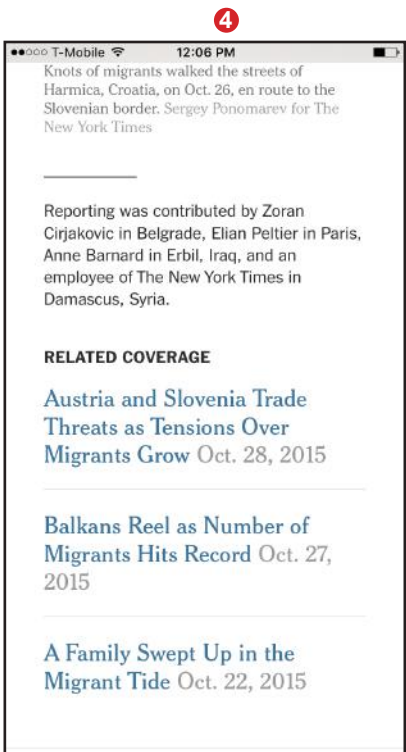 4
T-Mobile 12:06 PM
Knots of migrants walked the streets of
Harmica, Croatia, on Oct. 26, en route to the
Slovenian border. Sergey Ponomarev for The
New York Times
Reporting was contributed by Zoran
Cirjakovic in Belgrade, Elian Peltier in Paris,
Anne Barnard in Erbil, Iraq, and an
employee of The New York Times in
Damascus, Syria.
RELATED COVERAGE
Austria and Slovenia Trade
Threats as Tensions Over
Migrants Grow Oct. 28, 2015
Balkans Reel as Number of
Migrants Hits Record Oct. 27,
2015
A Family Swept Up in the
Migrant Tide Oct. 22, 2015